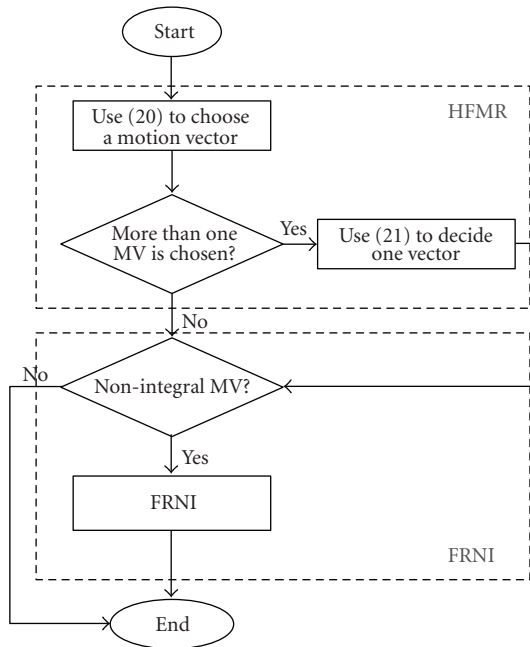 Start
HFMR
Use (20) to choose
a motion vector
More than one
MV is chosen?
Yes
Use (21) to decide
one vector
No
No
Non-integral MV?
Yes
FRNI
FRNI
End